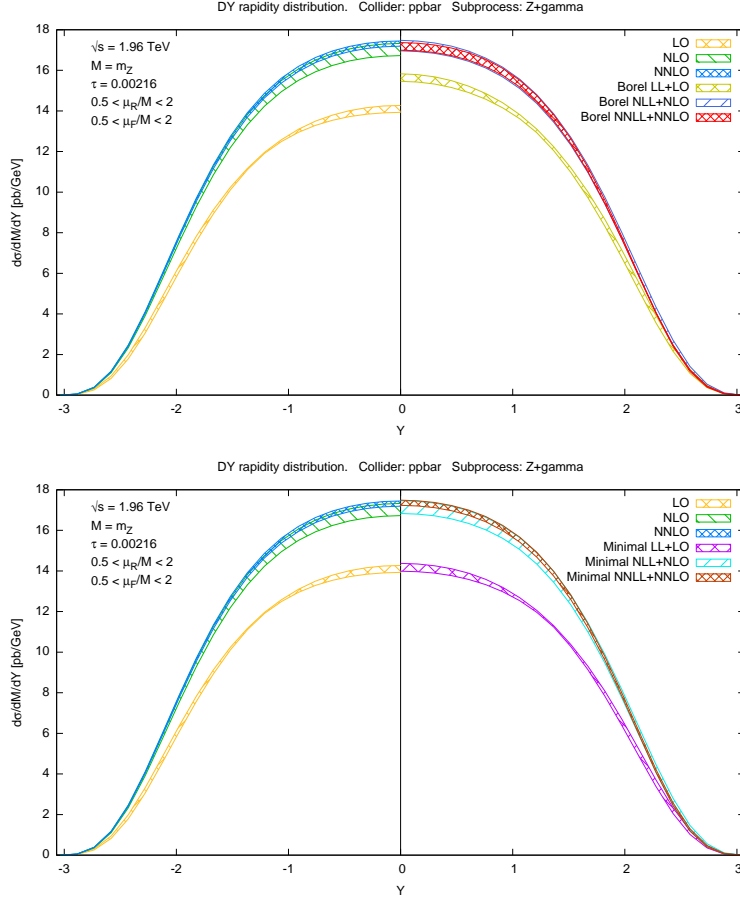 DY rapidity distribution. Collider: ppbar Subprocess: Z+gamma
18
16
14
12
10
8
6
4
2
0
dσ/dM/dY [pb/GeV]
√s = 1.96 TeV
M = m_Z
τ = 0.00216
0.5 < μ_R/M < 2
0.5 < μ_F/M < 2
LO
NLO
NNLO
Borel LL+LO
Borel NLL+NLO
Borel NNLL+NNLO
-3 -2 -1 0 1 2 3
Y
DY rapidity distribution. Collider: ppbar Subprocess: Z+gamma
18
16
14
12
10
8
6
4
2
0
dσ/dM/dY [pb/GeV]
√s = 1.96 TeV
M = m_Z
τ = 0.00216
0.5 < μ_R/M < 2
0.5 < μ_F/M < 2
LO
NLO
NNLO
Minimal LL+LO
Minimal NLL+NLO
Minimal NNLL+NNLO
-3 -2 -1 0 1 2 3
Y